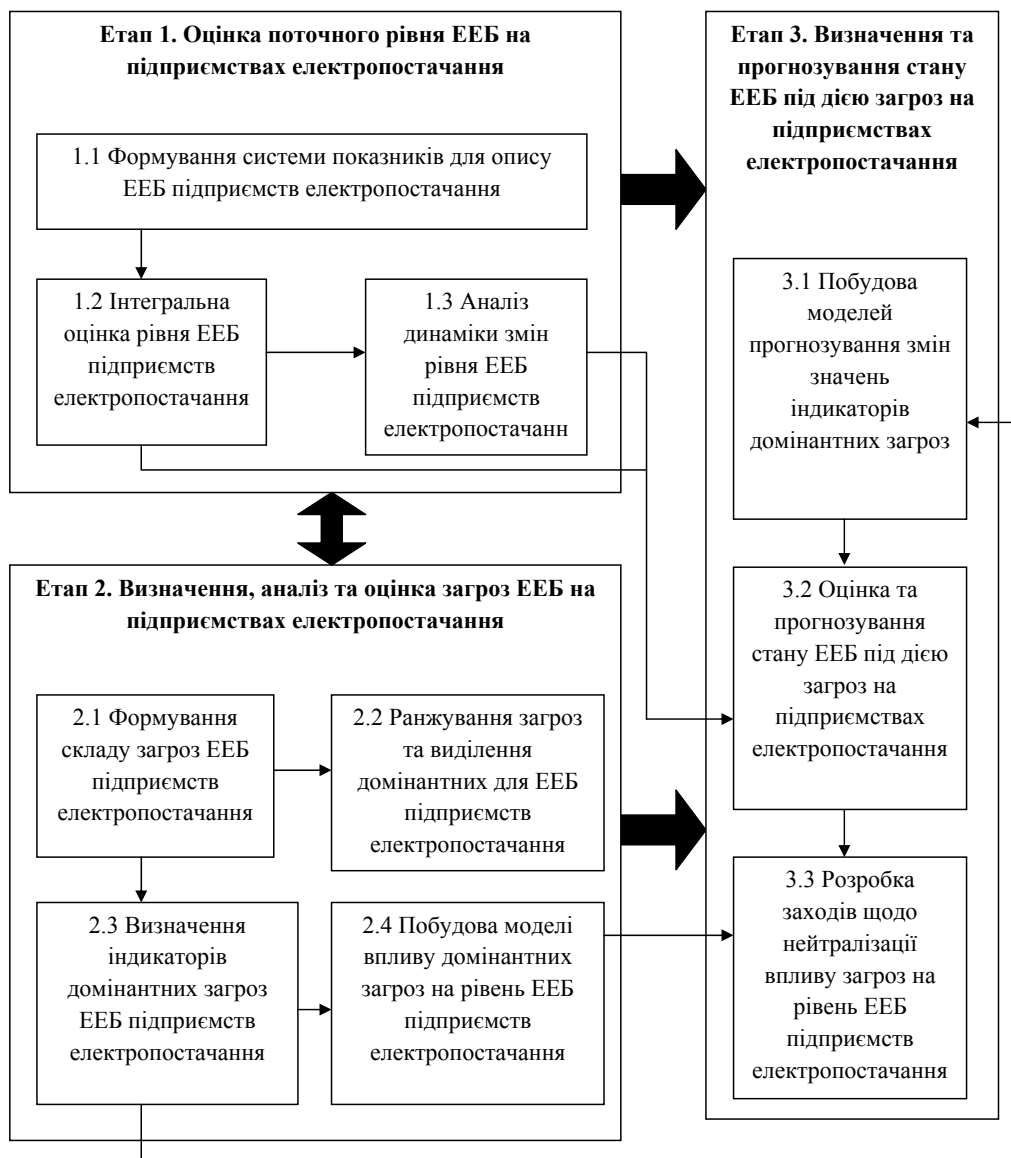 Етап 1. Оцінка поточного рівня ЕЕБ на
підприємствах електропостачання
1.1 Формування системи показників для опису
ЕЕБ підприємств електропостачання
1.2 Інтегральна
оцінка рівня ЕЕБ
підприємств
електропостачання
1.3 Аналіз
динаміки змін
рівня ЕЕБ
підприємств
електропостачанн
Етап 2. Визначення, аналіз та оцінка загроз ЕЕБ на
підприємствах електропостачання
2.1 Формування
складу загроз ЕЕБ
підприємств
електропостачання
2.2 Ранжування загроз
та виділення
домінантних для ЕЕБ
підприємств
електропостачання
2.3 Визначення
індикаторів
домінантних загроз
ЕЕБ підприємств
електропостачання
2.4 Побудова моделі
впливу домінантних
загроз на рівень ЕЕБ
підприємств
електропостачання
Етап 3. Визначення та
прогнозування стану
ЕЕБ під дією загроз на
підприємствах
електропостачання
3.1 Побудова
моделей
прогнозування змін
значень
індикаторів
домінантних загроз
3.2 Оцінка та
прогнозування
стану ЕЕБ під дією
загроз на
підприємствах
електропостачання
3.3 Розробка
заходів щодо
нейтралізації
впливу загроз на
рівень ЕЕБ
підприємств
електропостачання